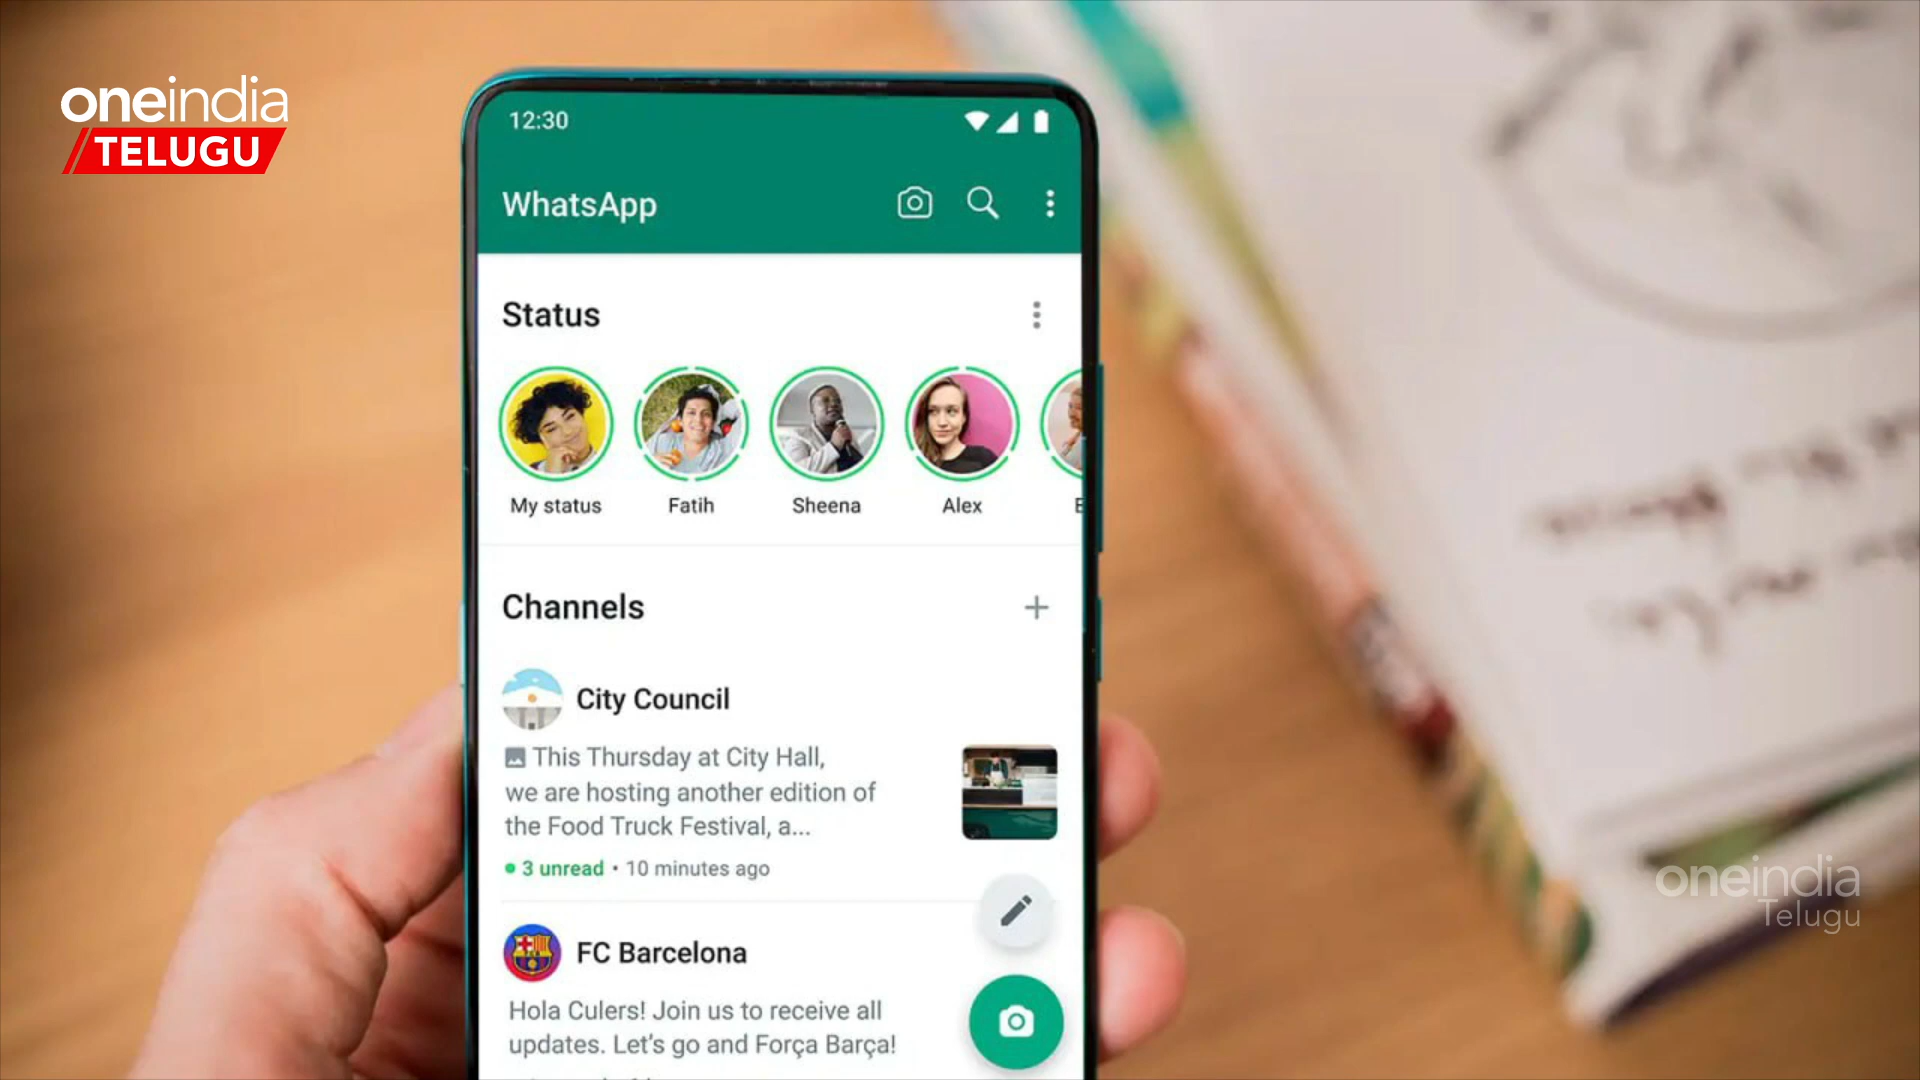 oneindia
TELUGU
12:30
WhatsApp
Status
My status
Fatih
Sheena
Alex
E
Channels
City Council
This Thursday at City Hall,
we are hosting another edition of
the Food Truck Festival, a...
3 unread • 10 minutes ago
FC Barcelona
Hola Culers! Join us to receive all
updates. Let's go and Força Barça!
oneindia
Telugu